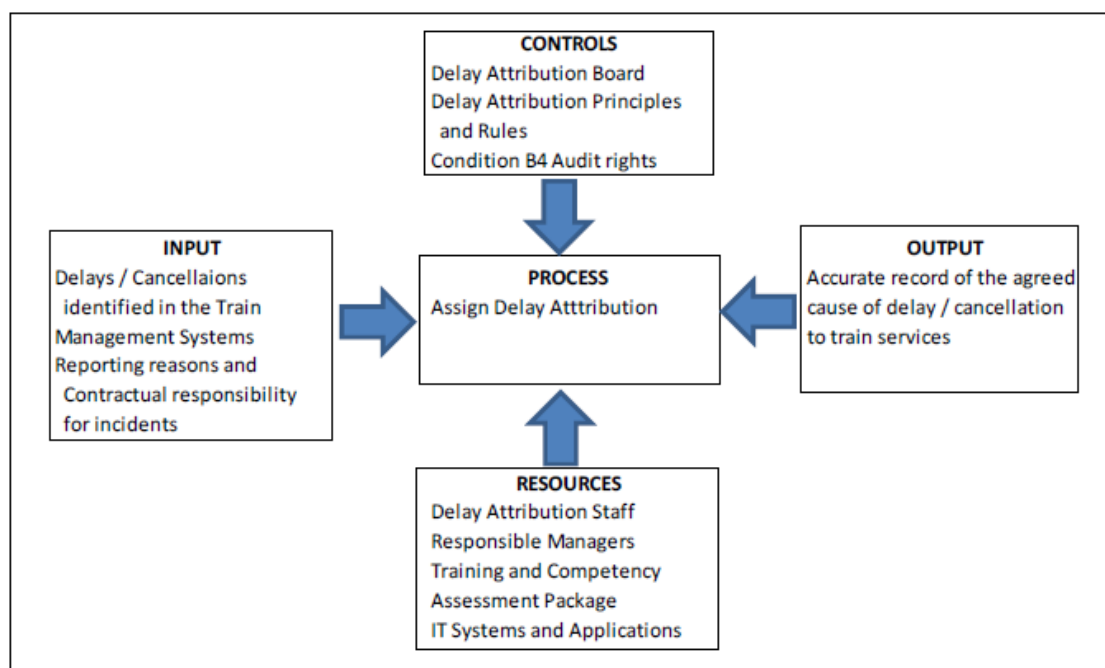 CONTROLS
Delay Attribution Board
Delay Attribution Principles
and Rules
Condition B4 Audit rights
INPUT
Delays / Cancellaions
identified in the Train
Management Systems
Reporting reasons and
Contractual responsibility
for incidents
PROCESS
Assign Delay Atttribution
OUTPUT
Accurate record of the agreed
cause of delay / cancellation
to train services
RESOURCES
Delay Attribution Staff
Responsible Managers
Training and Competency
Assessment Package
IT Systems and Applications